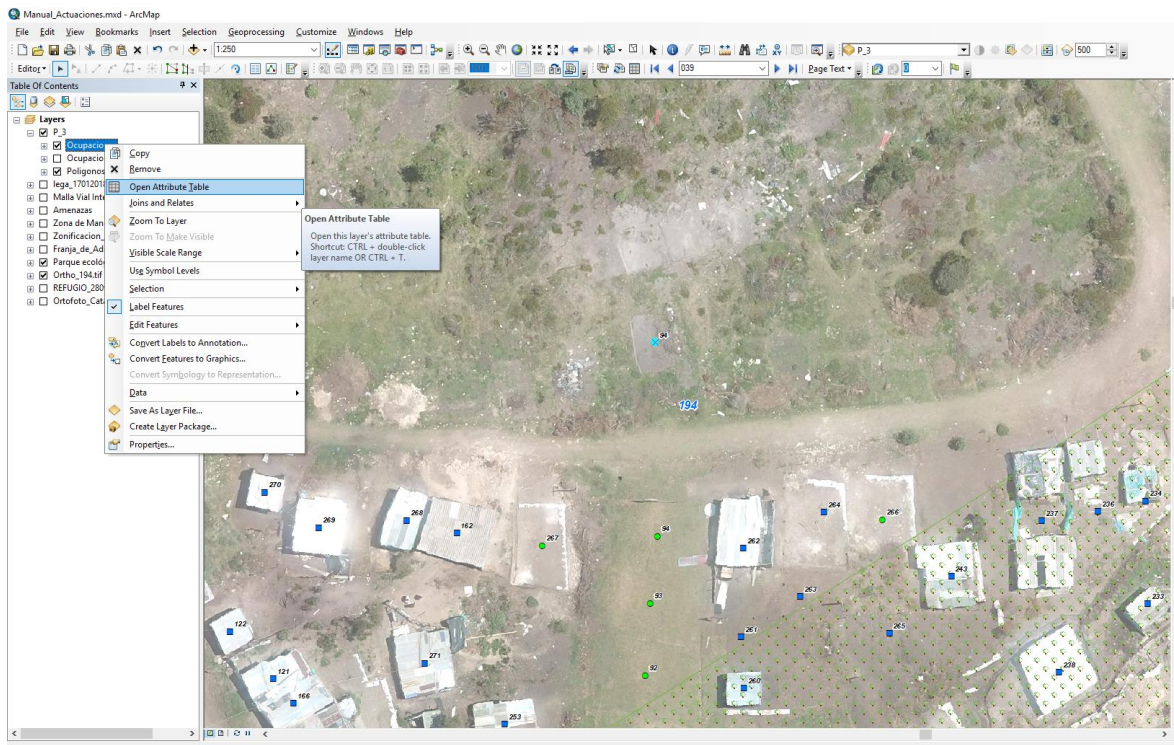 Manual_Actuaciones.mxd - ArcMap
File Edit View Bookmarks Insert Selection Geoprocessing Customize Windows Help
1:250 P_3 500
Editor 039 Page Text
Table Of Contents
Layers
P_3
Ocupacio
Ocupacio
Poligonos
lega_1701201
Malla Vial Int
Amenazas
Zona de Man
Zonificacion_
Franja_de_Ad
Parque ecoló
Ortho_194.tif
REFUGIO_280
Ortofoto_Cat
Copy
Remove
Open Attribute Table
Joins and Relates
Zoom To Layer
Zoom To Make Visible
Visible Scale Range
Use Symbol Levels
Selection
Label Features
Edit Features
Convert Labels to Annotation...
Convert Features to Graphics...
Convert Symbology to Representation...
Data
Save As Layer File...
Create Layer Package...
Properties...
Open Attribute Table
Open this layer's attribute table.
Shortcut: CTRL + double-click
layer name OR CTRL + T.
94
194
270
269
268
162
267
94
262
264
266
237
236
234
243
263
93
233
122
261
265
271
121
166
92
260
238
253